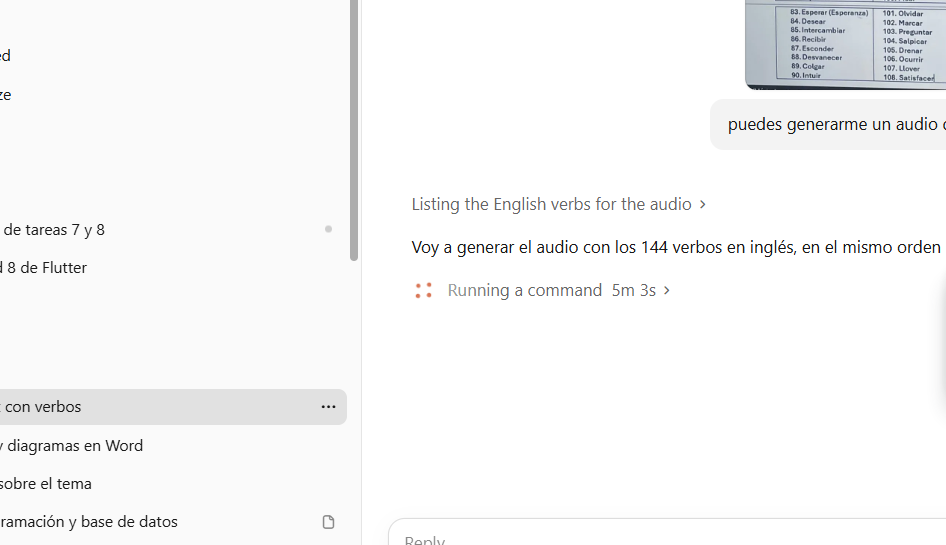 83. Esperar (Esperanza)
84. Desear
85. Intercambiar
86. Recibir
87. Esconder
88. Desvanecer
89. Colgar
90. Intuir
101. Olvidar
102. Marcar
103. Preguntar
104. Salpicar
105. Drenar
106. Ocurrir
107. Llover
108. Satisfacer
puedes generarme un audio
ed
ze
de tareas 7 y 8
8 de Flutter
con verbos
y diagramas en Word
sobre el tema
ramación y base de datos
Listing the English verbs for the audio
Voy a generar el audio con los 144 verbos en inglés, en el mismo orden
Running a command 5m 3s
Reply